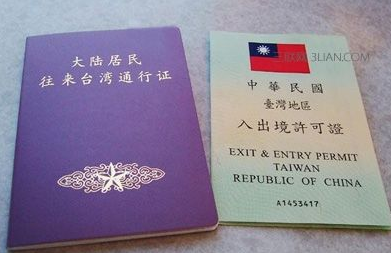 大陆居民
往来台湾通行证
中華民國
臺灣地區
入出境許可證
EXIT & ENTRY PERMIT
TAIWAN
REPUBLIC OF CHINA
A1453417